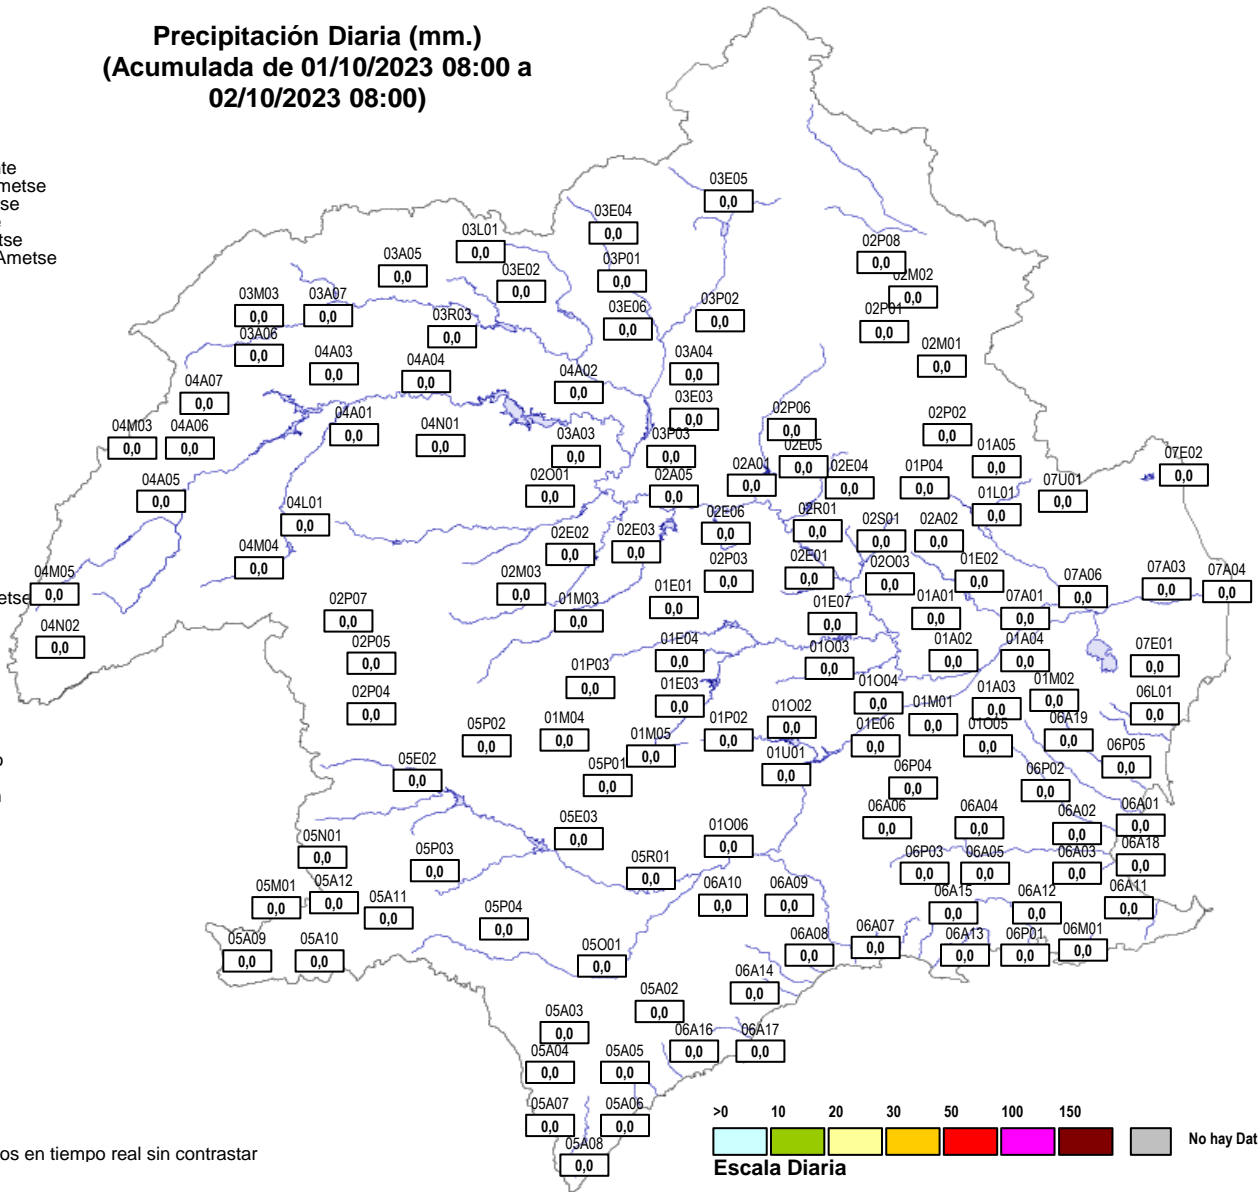 Precipitación Diaria (mm.)
(Acumulada de 01/10/2023 08:00 a
02/10/2023 08:00)
nte
metse
tse
e
tse
Ametse
03E05
0,0
03E04
0,0
03L01
0,0
02P08
0,0
03A05
0,0
03P01
0,0
03E02
0,0
02M02
0,0
03M03
0,0
03A07
0,0
03P02
0,0
03E06
0,0
02P01
0,0
03R03
0,0
03A06
0,0
02M01
0,0
04A03
0,0
03A04
0,0
04A04
0,0
04A02
0,0
04A07
0,0
03E03
0,0
02P06
0,0
04A01
0,0
02P02
0,0
04M03
0,0
04A06
0,0
04N01
0,0
03A03
0,0
03P03
0,0
02E05
0,0
01A05
0,0
07E02
0,0
02A01
0,0
02E04
0,0
01P04
0,0
02O01
0,0
02A05
0,0
04A05
0,0
07U01
0,0
01L01
0,0
04L01
0,0
02R01
0,0
02E06
0,0
02S01
0,0
02A02
0,0
02E02
0,0
02E03
0,0
04M04
0,0
02P03
0,0
02E01
0,0
02O03
0,0
01E02
0,0
04M05
0,0
etse
02M03
0,0
07A06
0,0
07A03
0,0
07A04
0,0
01E01
0,0
01M03
0,0
02P07
0,0
01E07
0,0
01A01
0,0
07A01
0,0
04N02
0,0
02P05
0,0
01E04
0,0
01O03
0,0
01A02
0,0
01A04
0,0
07E01
0,0
01P03
0,0
01E03
0,0
01O04
0,0
01A03
0,0
01M02
0,0
06L01
0,0
02P04
0,0
01O02
0,0
01M01
0,0
05P02
0,0
01M04
0,0
01P02
0,0
01E06
0,0
01O05
0,0
06A19
0,0
01M05
0,0
o
06P05
0,0
01U01
0,0
05E02
0,0
05P01
0,0
06P04
0,0
06P02
0,0
06A06
0,0
06A04
0,0
06A02
0,0
06A01
0,0
05E03
0,0
01O06
0,0
05N01
0,0
05P03
0,0
05R01
0,0
06P03
0,0
06A05
0,0
06A03
0,0
06A18
0,0
05M01
0,0
05A12
0,0
05A11
0,0
06A10
0,0
06A09
0,0
06A15
0,0
06A12
0,0
06A11
0,0
05P04
0,0
05A09
0,0
05A10
0,0
05O01
0,0
06A08
0,0
06A07
0,0
06A13
0,0
06P01
0,0
06M01
0,0
06A14
0,0
05A02
0,0
05A03
0,0
06A16
0,0
06A17
0,0
05A04
0,0
05A05
0,0
05A07
0,0
05A06
0,0
05A08
0,0
os en tiempo real sin contrastar
>0 10 20 30 50 100 150
No hay Dat
Escala Diaria